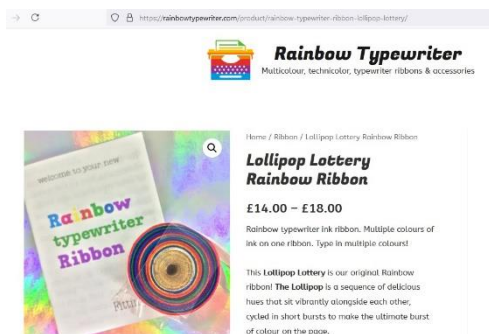 https://rainbowtypewriter.com/product/rainbow-typewriter-ribbon-lollipop-lottery/
Rainbow Typewriter
Multicolour, technicolor, typewriter ribbons & accessories
Home / Ribbon / Lollipop Lottery Rainbow Ribbon
Lollipop Lottery
Rainbow Ribbon
£14.00 – £18.00
Rainbow typewriter ink ribbon. Multiple colours of
ink on one ribbon. Type in multiple colours!
This Lollipop Lottery is our original Rainbow
ribbon! The Lollipop is a sequence of delicious
hues that sit vibrantly alongside each other,
cycled in short bursts to make the ultimate burst
of colour on the page.
welcome to your new
Rainbow
typewriter
Ribbon